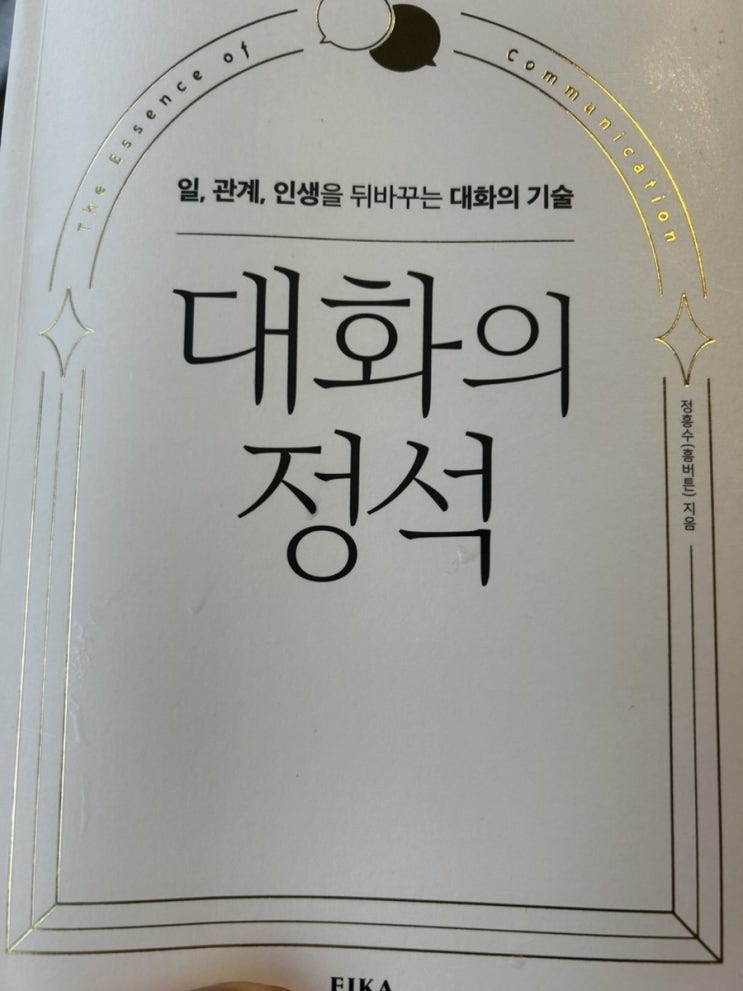 The Essence of Communication
일, 관계, 인생을 뒤바꾸는 대화의 기술
대화의
정석
정흥수(흥버튼) 지음